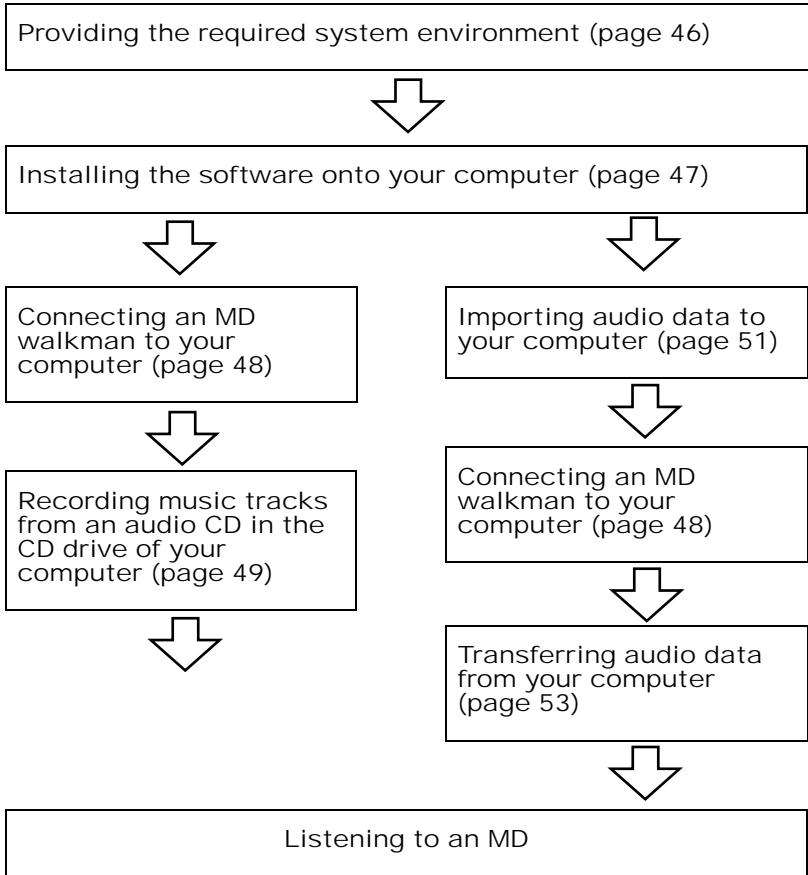 Providing the required system environment (page 46)
Installing the software onto your computer (page 47)
Connecting an MD
walkman to your
computer (page 48)
Recording music tracks
from an audio CD in the
CD drive of your
computer (page 49)
Importing audio data to
your computer (page 51)
Connecting an MD
walkman to your
computer (page 48)
Transferring audio data
from your computer
(page 53)
Listening to an MD